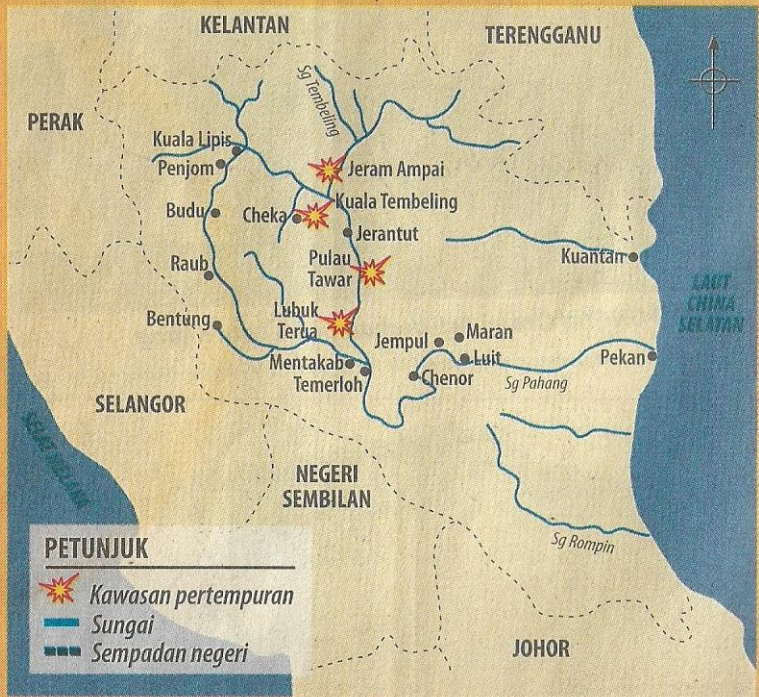 KELANTAN
TERENGGANU
Sg Tembeling
PERAK
Kuala Lipis
Penjom
Jeram Ampai
Kuala Tembeling
Budu
Cheka
Jerantut
Raub
Pulau
Tawar
Kuantan
LAUT
CHINA
SELATAN
Bentung
Lubuk
Terua
Jempul
Maran
Luit
Pekan
Mentakab
Temerloh
Chenor
Sg Pahang
SELANGOR
SELAT MELAKA
NEGERI
SEMBILAN
Sg Rompin
PETUNJUK
Kawasan pertempuran
Sungai
Sempadan negeri
JOHOR